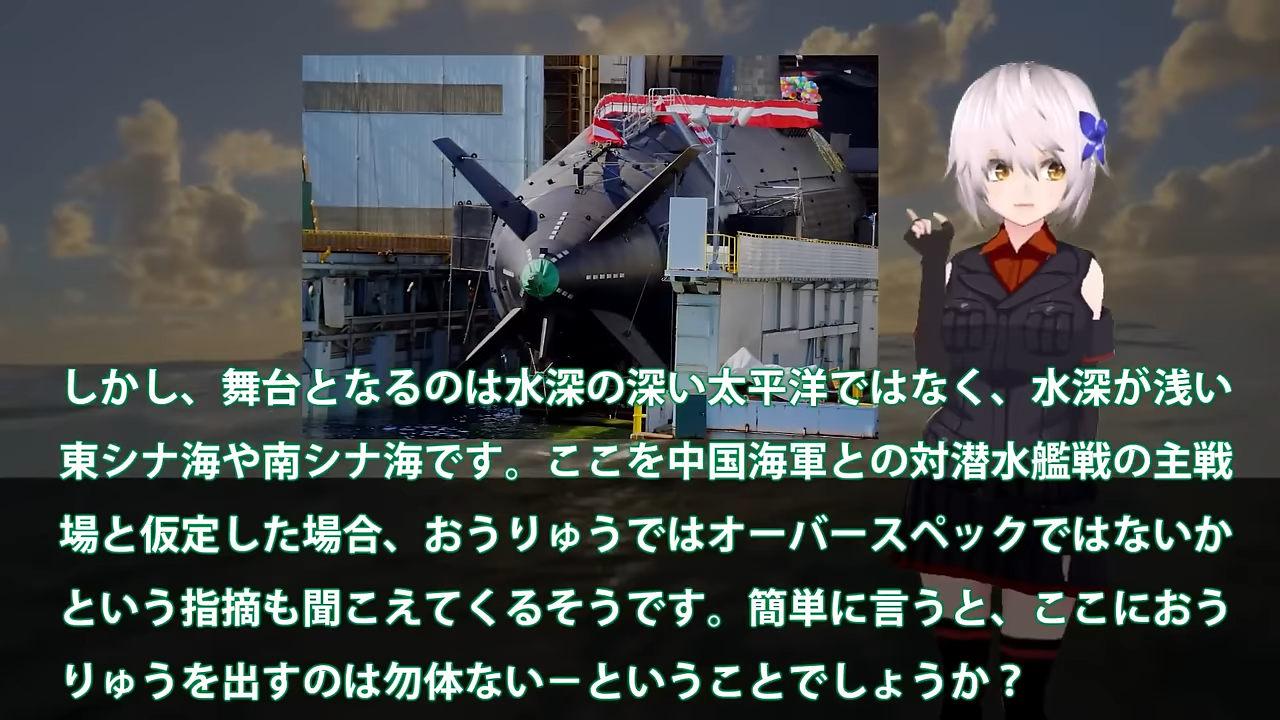 しかし、舞台となるのは水深の深い太平洋ではなく、水深が浅い
東シナ海や南シナ海です。ここを中国海軍との対潜水艦戦の主戦
場と仮定した場合、おうりゅうではオーバースペックではないか
という指摘も聞こえてくるそうです。簡単に言うと、ここにおう
りゅうを出すのは勿体ない－ということでしょうか？